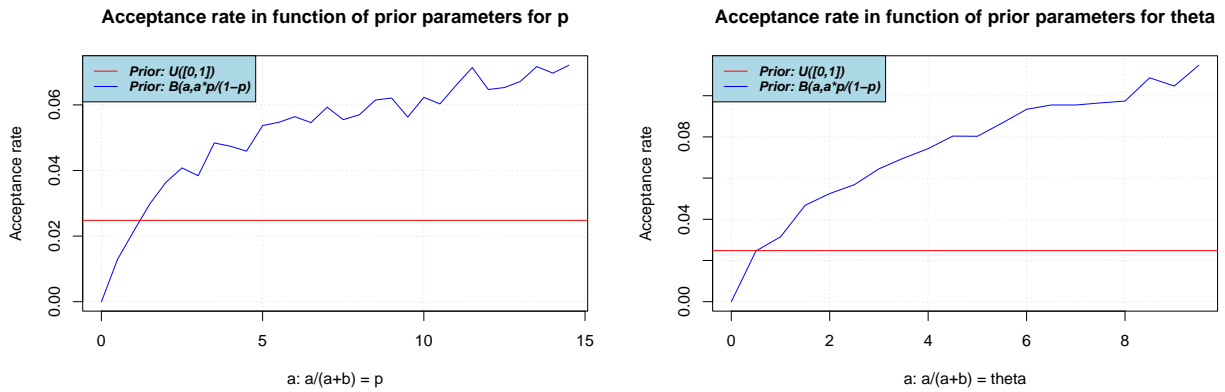 Acceptance rate in function of prior parameters for p
Prior: U([0,1])
Prior: B(a,a*p/(1−p)
Acceptance rate
0.00
0.02
0.04
0.06
0
5
10
15
a: a/(a+b) = p
Acceptance rate in function of prior parameters for theta
Prior: U([0,1])
Prior: B(a,a*p/(1−p)
Acceptance rate
0.00
0.04
0.08
0
2
4
6
8
a: a/(a+b) = theta